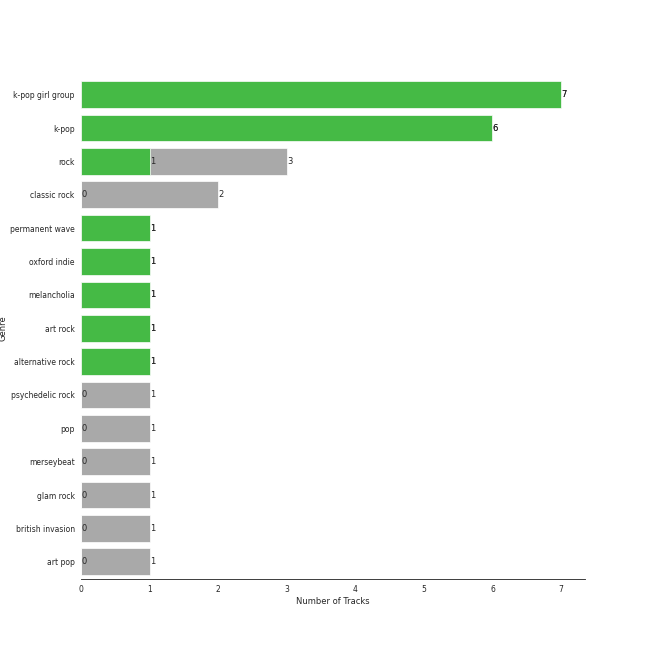 k-pop girl group 7
k-pop 6
rock 1 3
classic rock 0 2
permanent wave 1
oxford indie 1
melancholia 1
art rock 1
alternative rock 1
psychedelic rock 0 1
pop 0 1
merseybeat 0 1
glam rock 0 1
british invasion 0 1
art pop 0 1
Genre
0 1 2 3 4 5 6 7
Number of Tracks